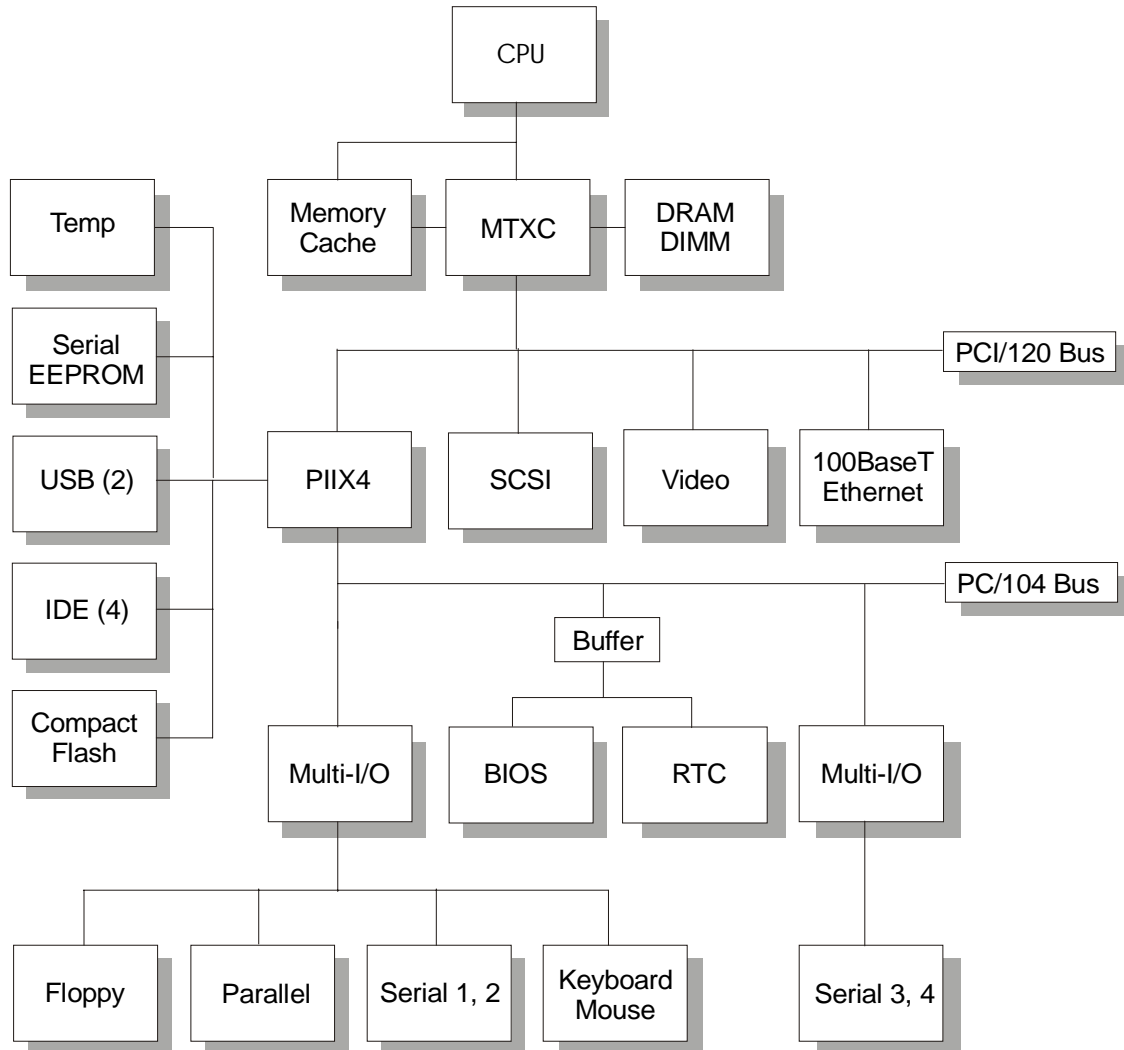 CPU
Temp
Memory
Cache
MTXC
DRAM
DIMM
Serial
EEPROM
PCI/120 Bus
USB (2)
PIIX4
SCSI
Video
100BaseT
Ethernet
IDE (4)
PC/104 Bus
Buffer
Compact
Flash
Multi-I/O
BIOS
RTC
Multi-I/O
Floppy
Parallel
Serial 1, 2
Keyboard
Mouse
Serial 3, 4